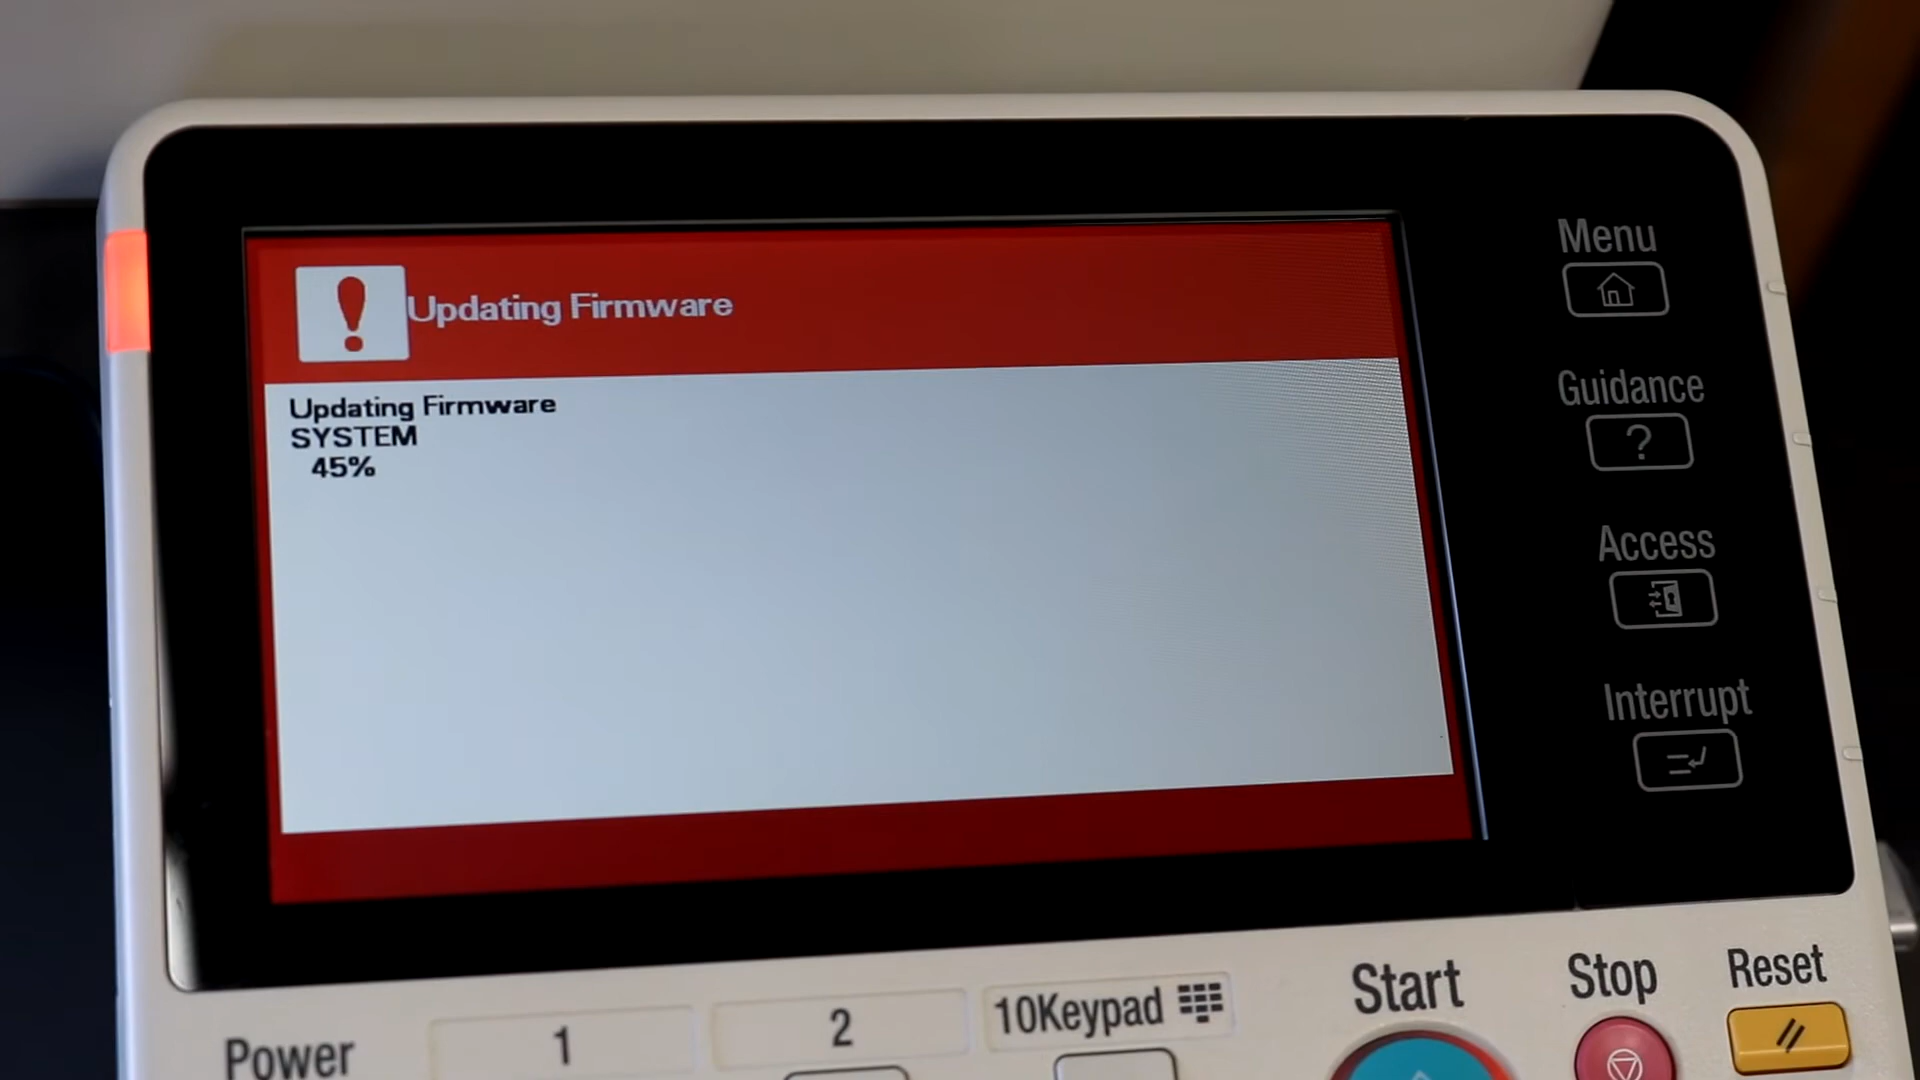 Updating Firmware
Updating Firmware
SYSTEM
45%
Menu
Guidance
?
Access
Interrupt
Power
1
2
10Keypad
Start
Stop
Reset